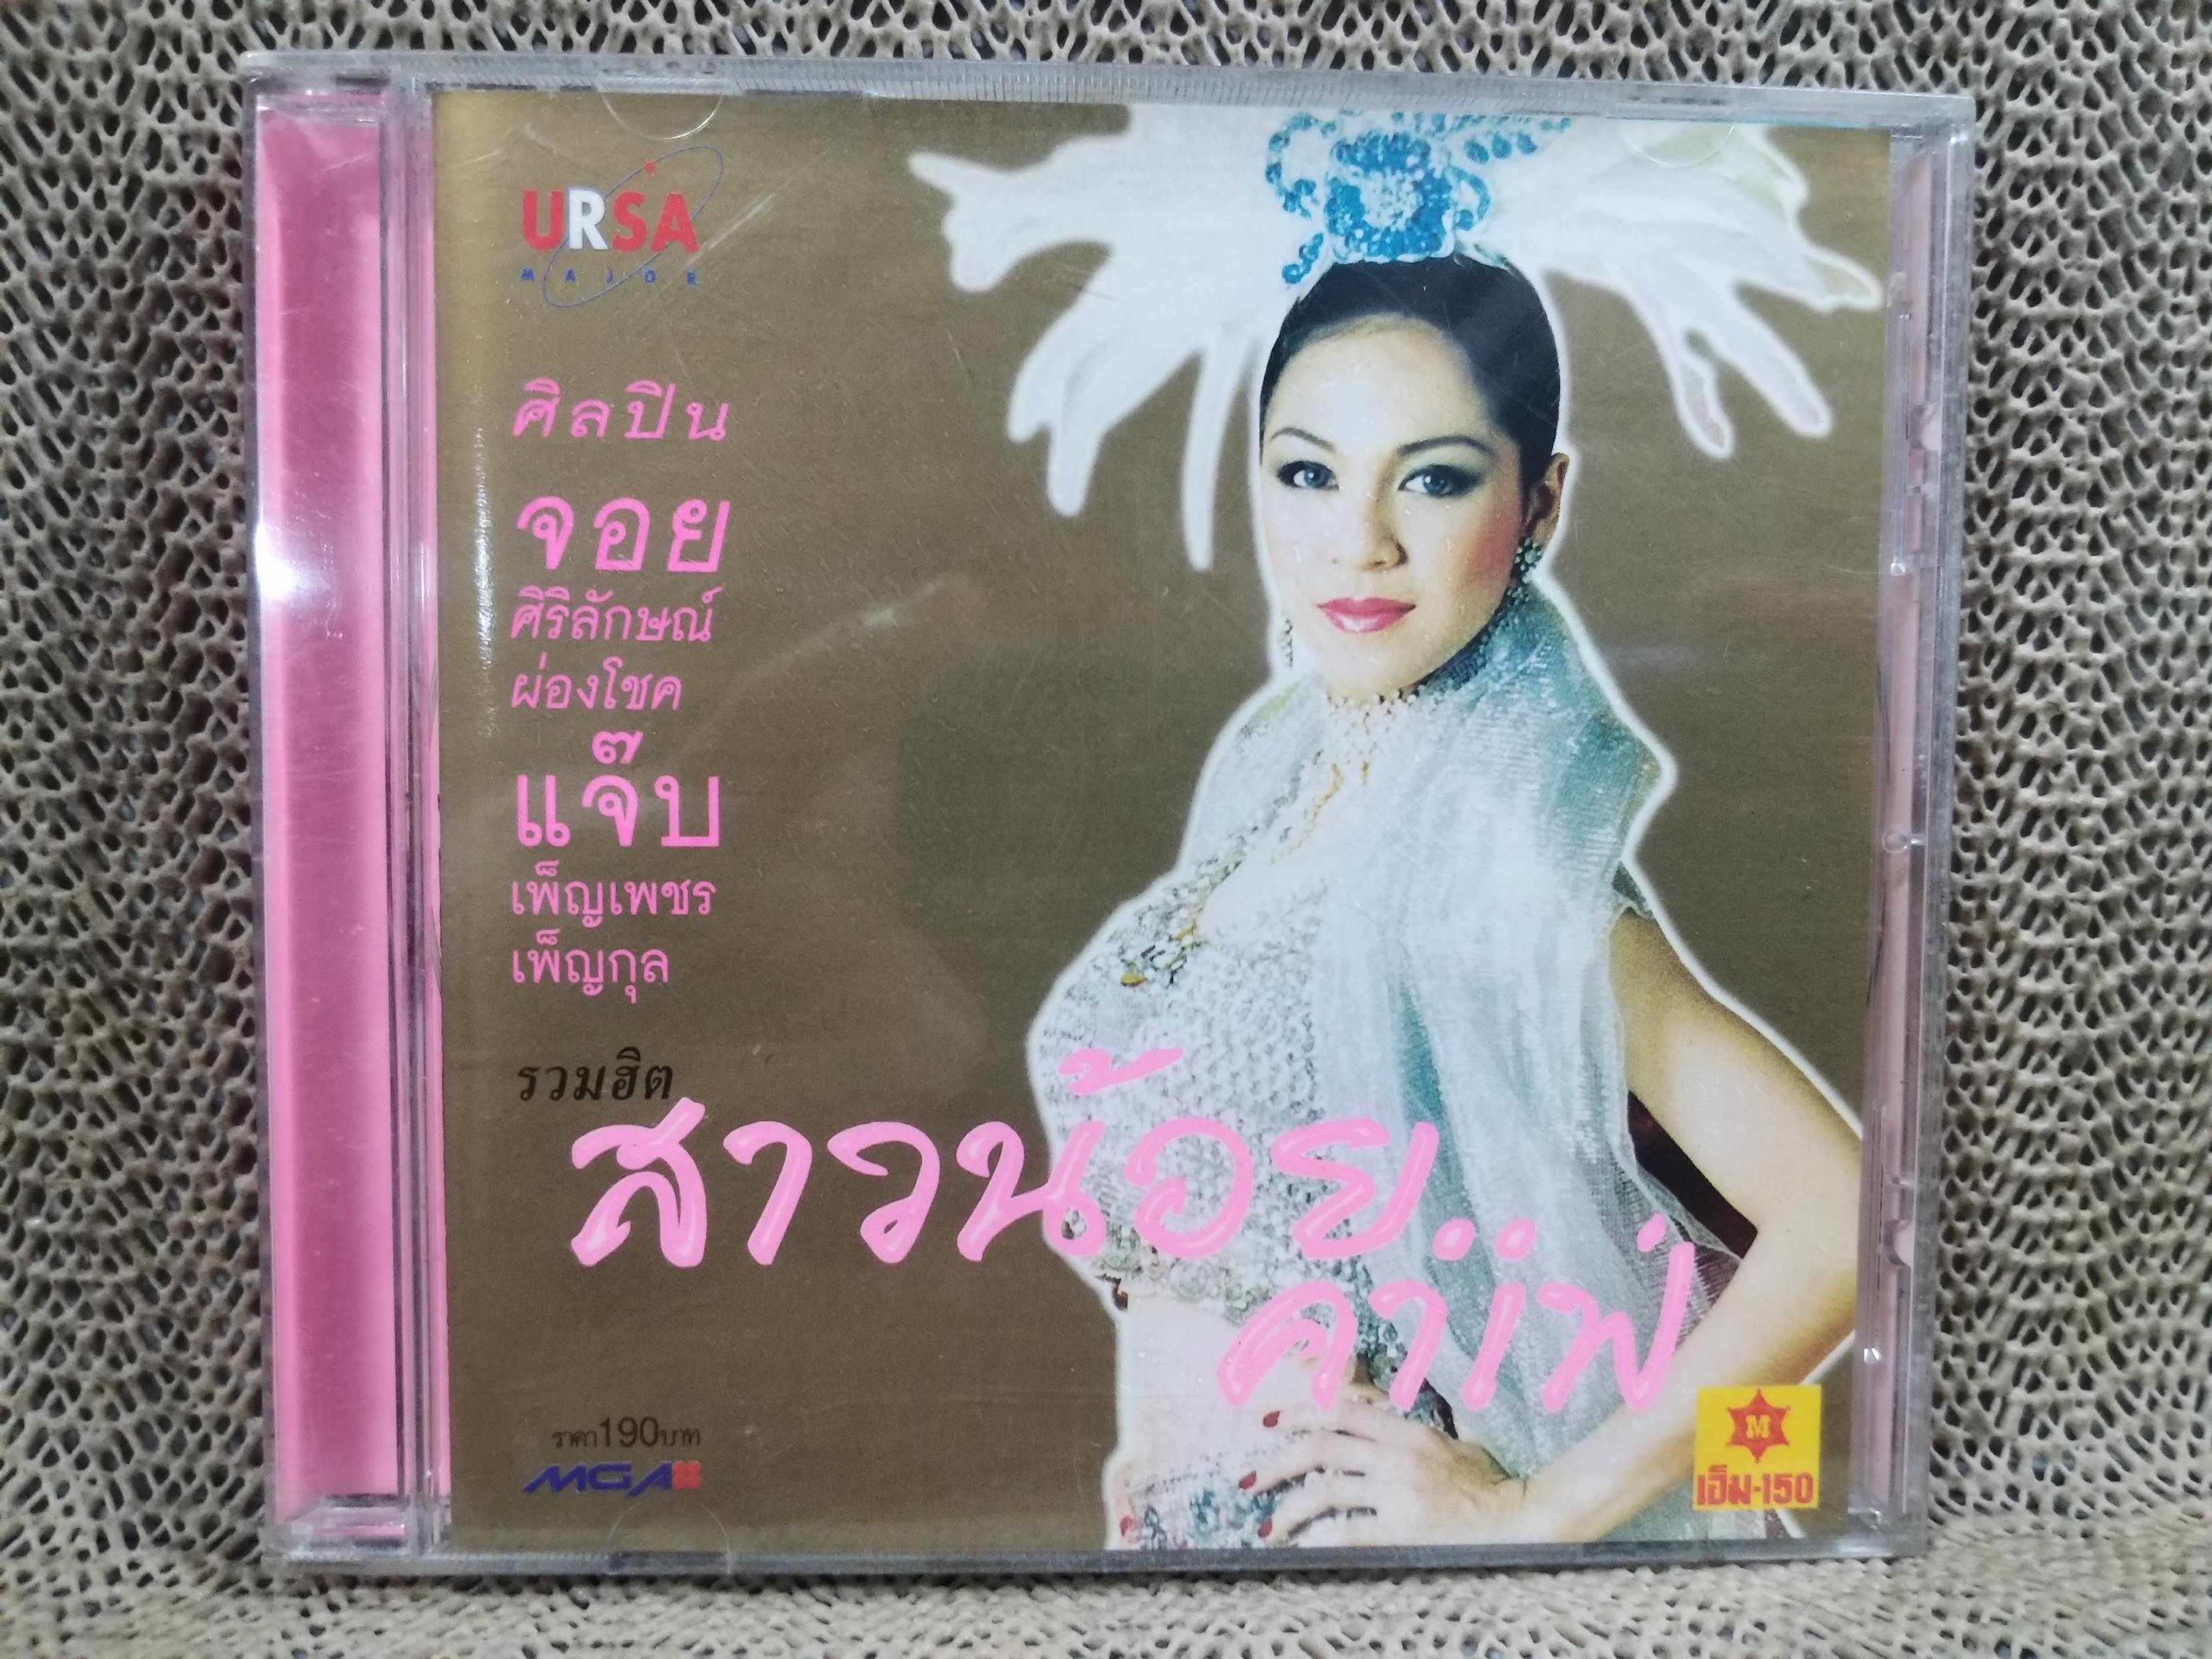 URSA
MAJOR
ศิลปิน
จอย
ศิริลักษณ์
ผ่องโชค
แจ๊บ
เพ็ญเพชร
เพ็ญกุล
รวมฮิต
สาวน้อย..
คาเฟ่
ราคา190บาท
MGA
M
เอ็ม-150